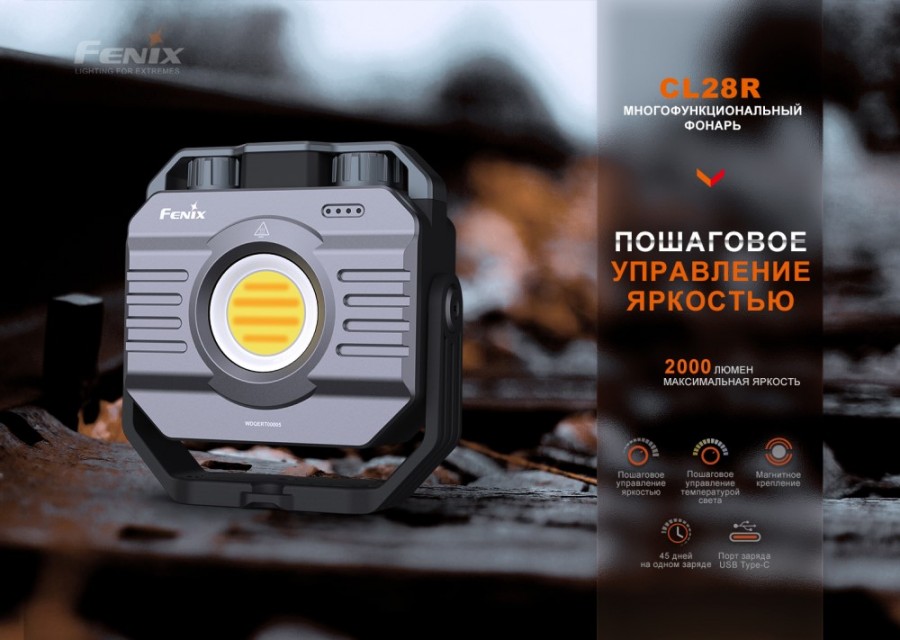 FENIX
LIGHTING FOR EXTREMES
FENIX
CL28R
МНОГОФУНКЦИОНАЛЬНЫЙ
ФОНАРЬ
ПОШАГОВОЕ
УПРАВЛЕНИЕ
ЯРКОСТЬЮ
2000 ЛЮМЕН
МАКСИМАЛЬНАЯ ЯРКОСТЬ
Пошаговое
управление
яркостью
Пошаговое
управление
температурой
света
Магнитное
крепление
45 дней
на одном заряде
Порт заряда
USB Type-C